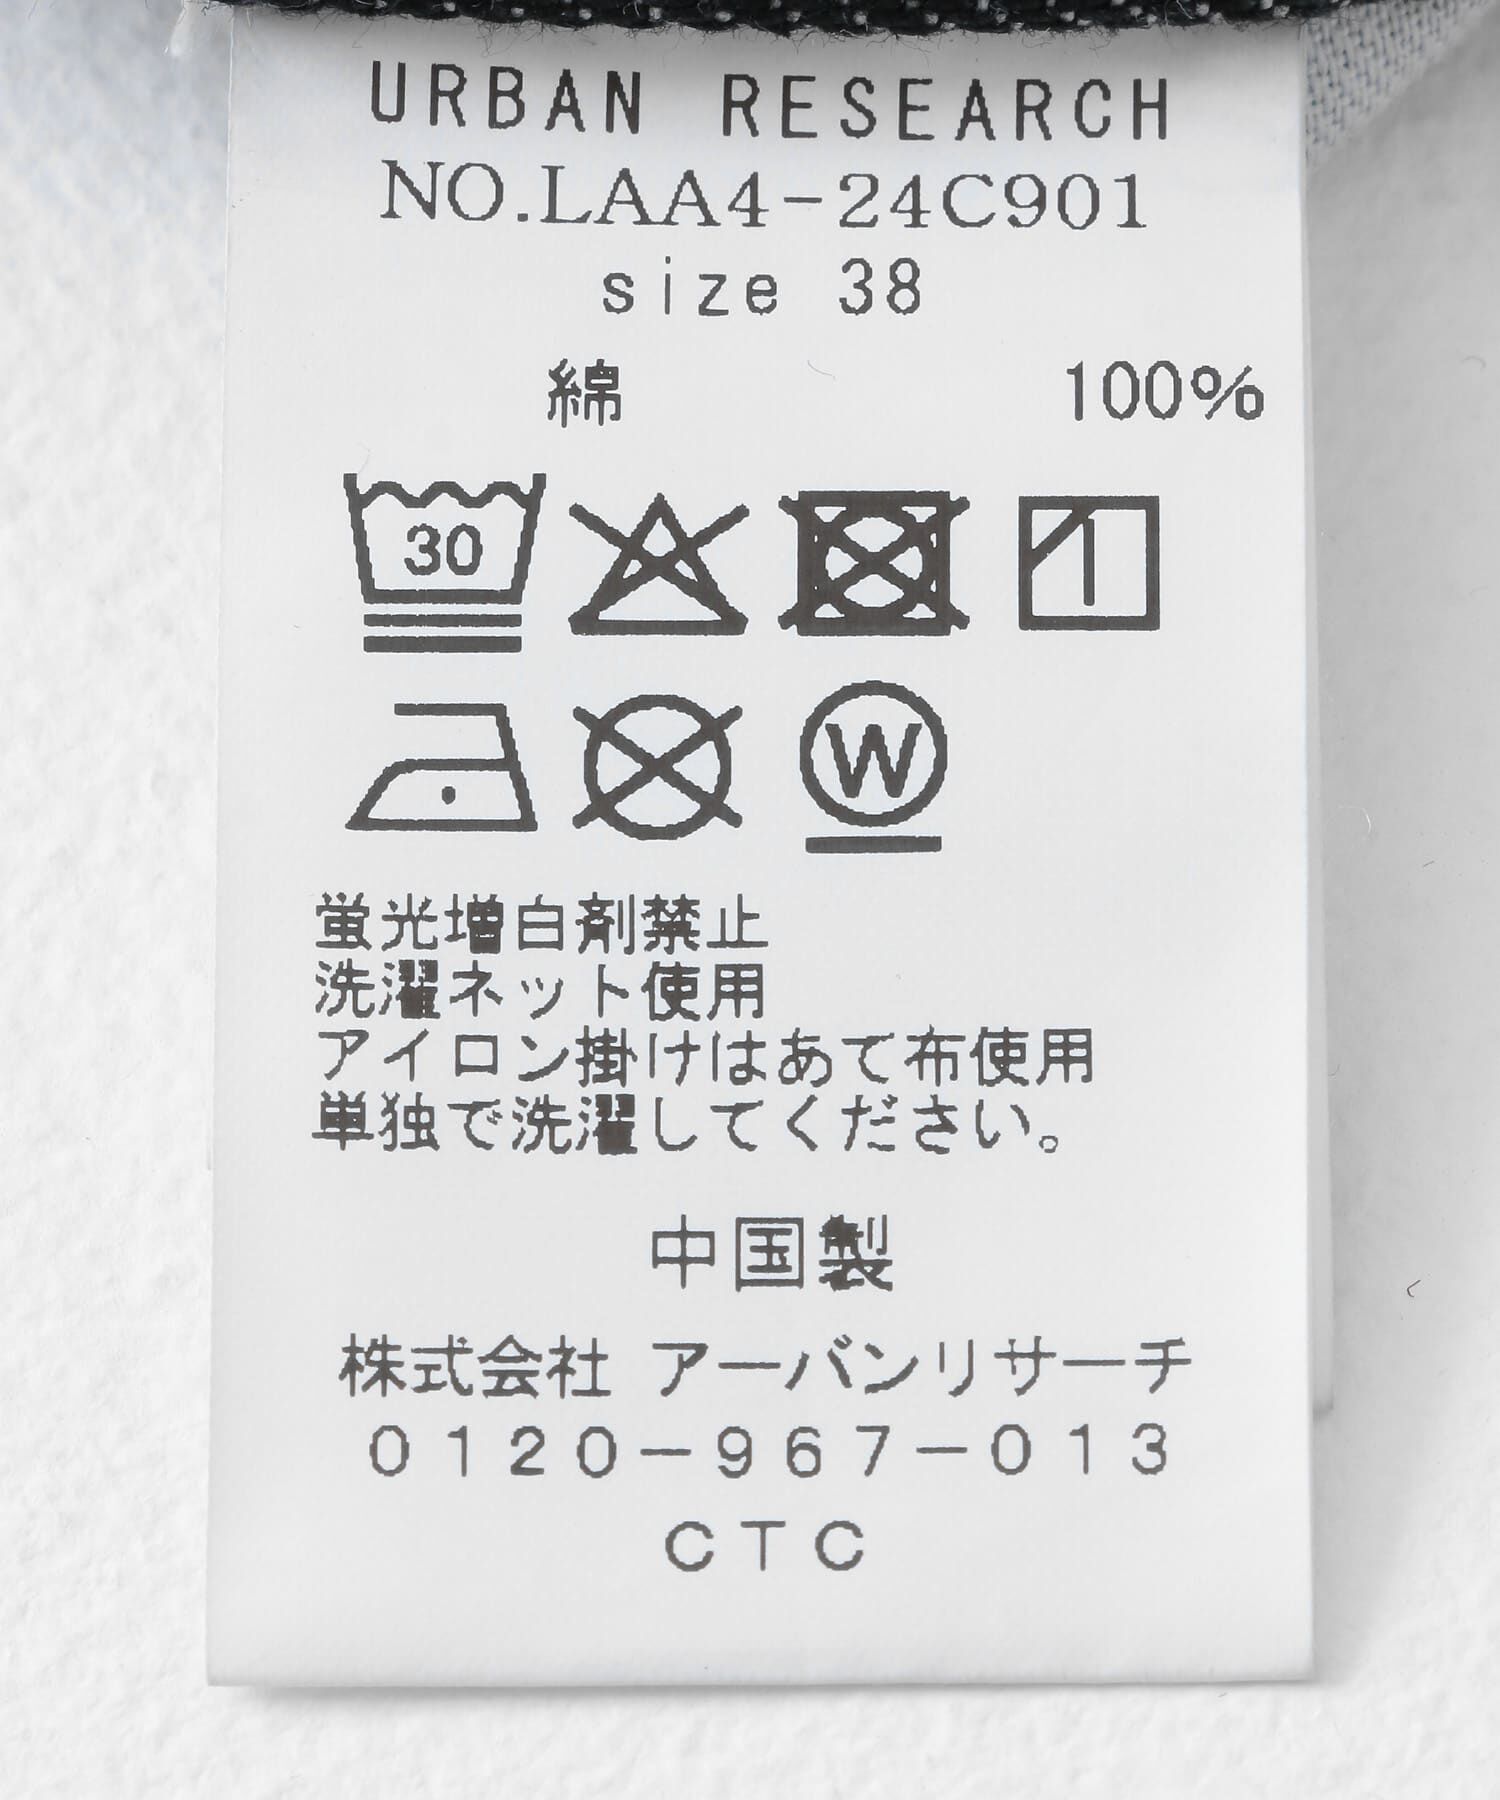 URBAN RESEARCH
NO.LAA4-24C901
size 38
綿 100%
30
W
蛍光増白剤禁止
洗濯ネット使用
アイロン掛けはあて布使用
単独で洗濯してください。
中国製
株式会社 アーバンリサーチ
0120-967-013
CTC